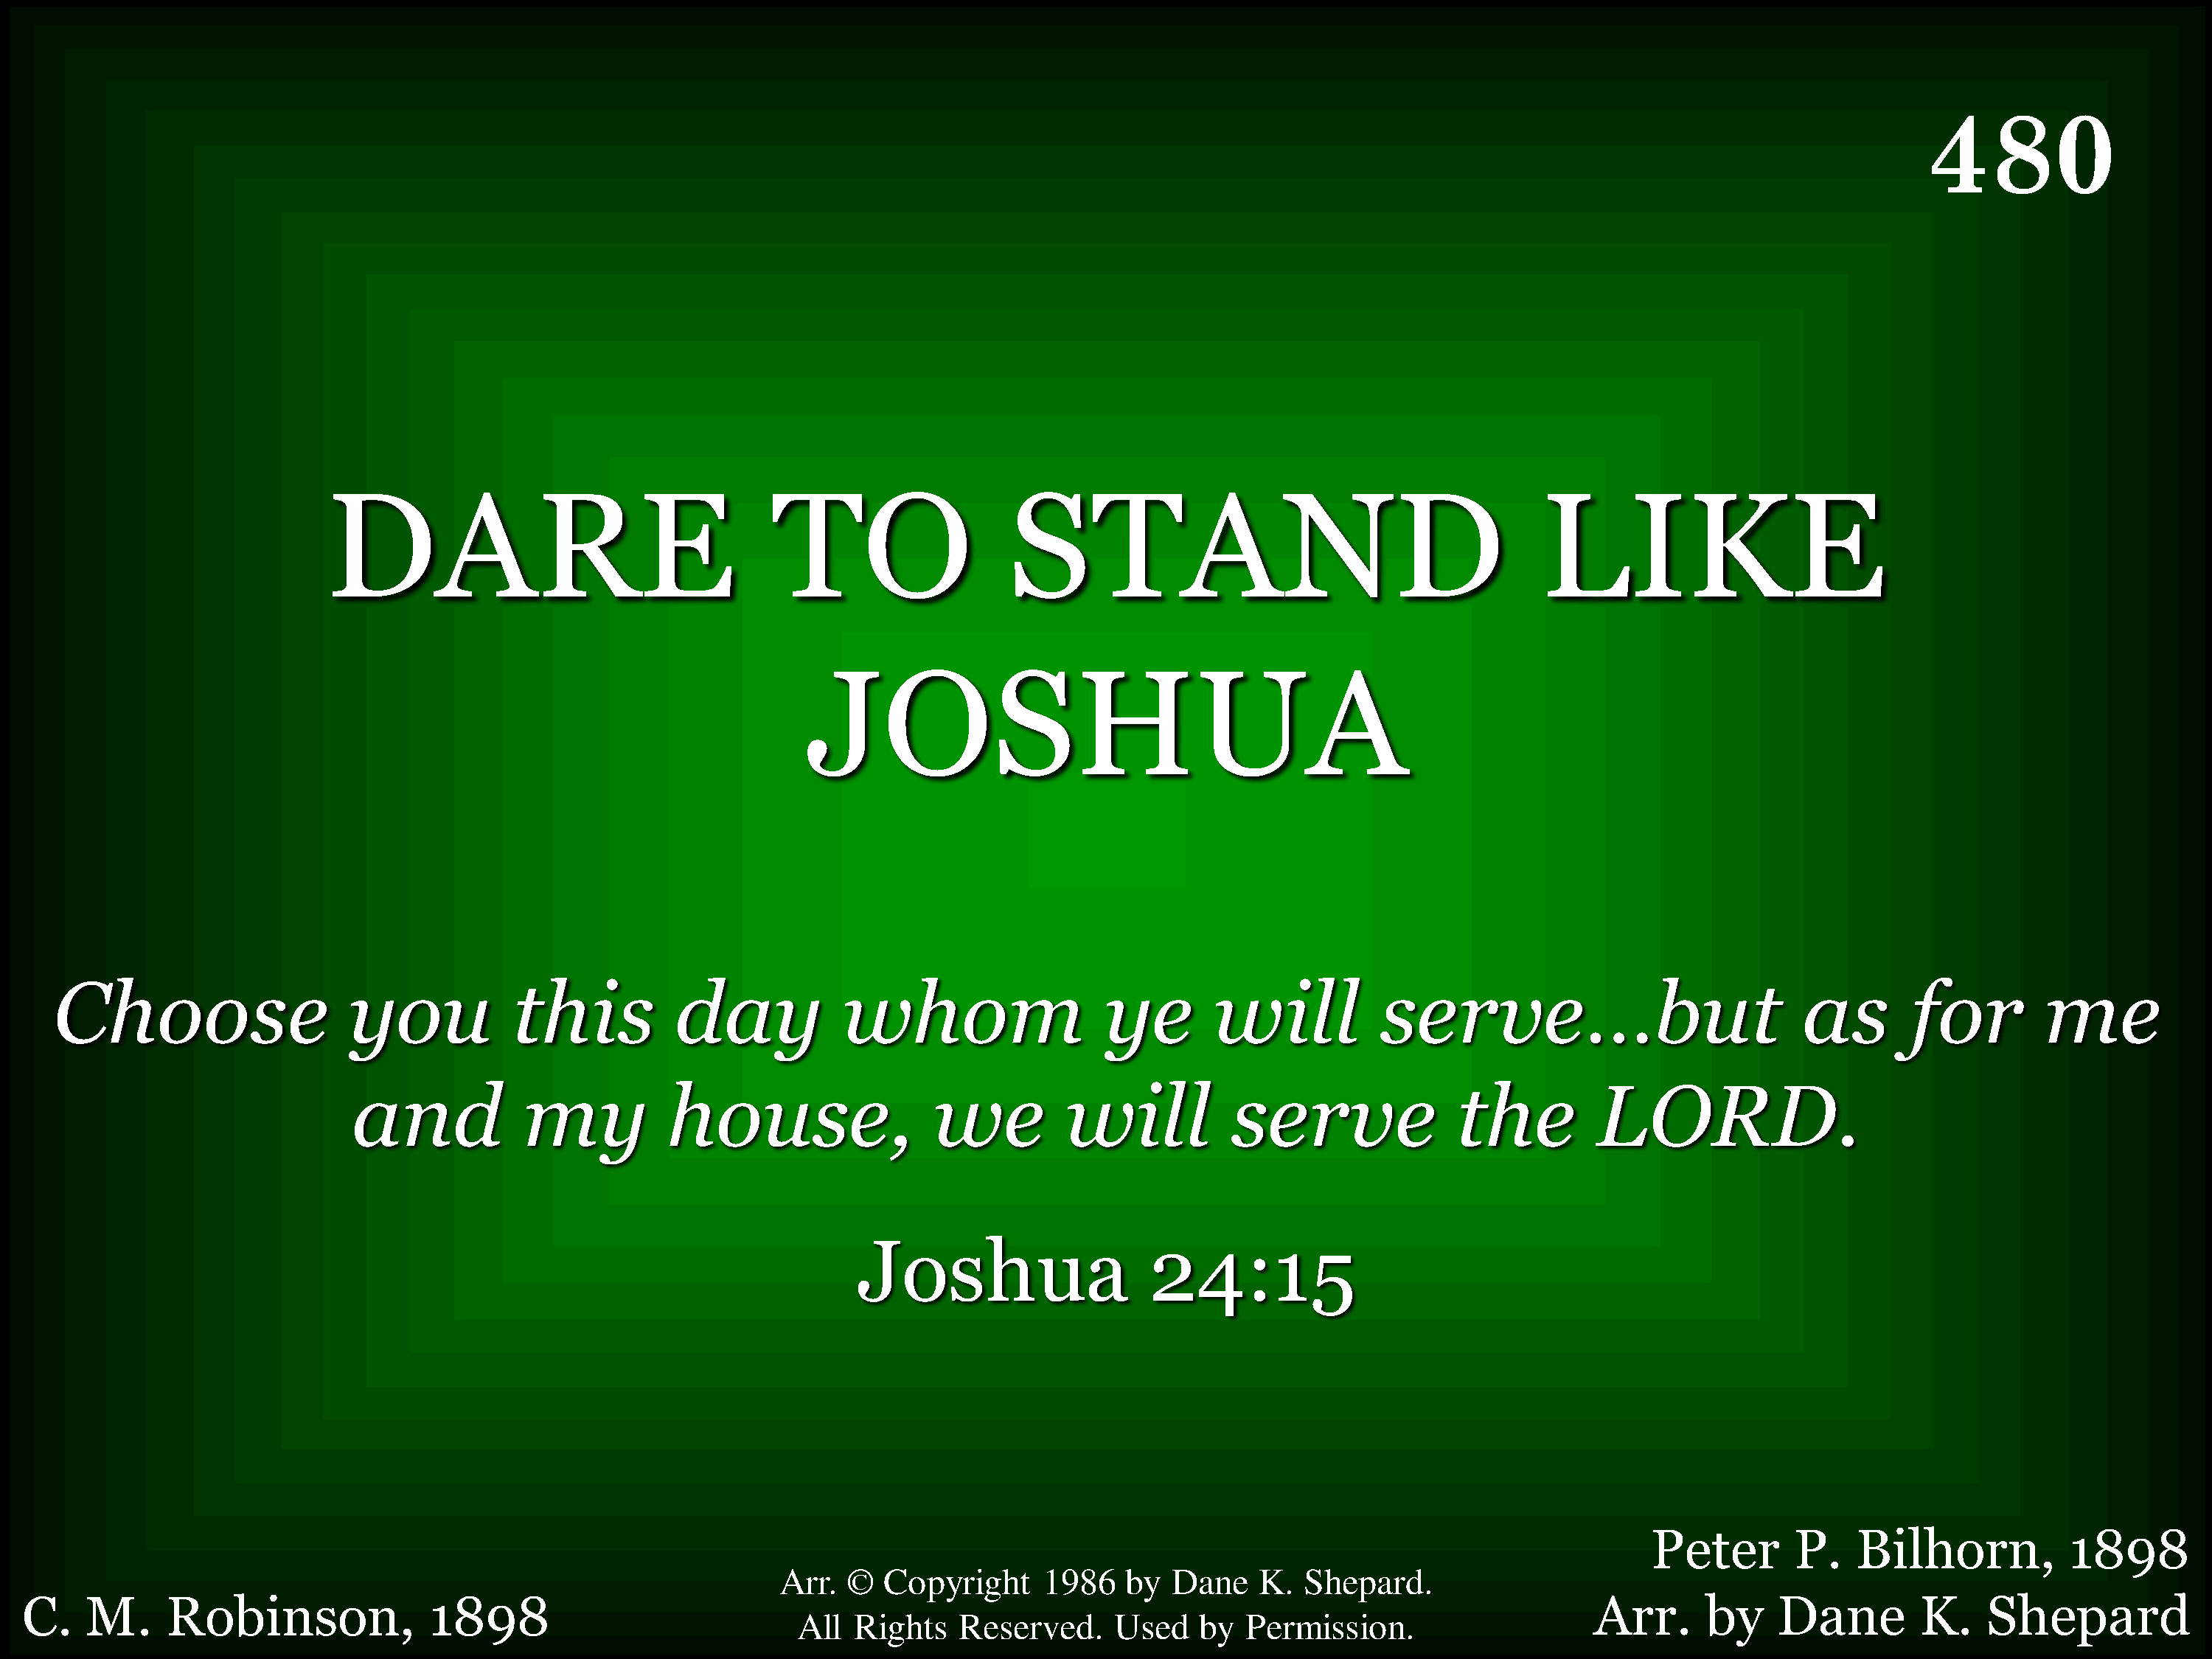 480
DARE TO STAND LIKE
JOSHUA
Choose you this day whom ye will serve...but as for me
and my house, we will serve the LORD.
Joshua 24:15
C. M. Robinson, 1898
Arr. © Copyright 1986 by Dane K. Shepard.
All Rights Reserved. Used by Permission.
Peter P. Bilhorn, 1898
Arr. by Dane K. Shepard